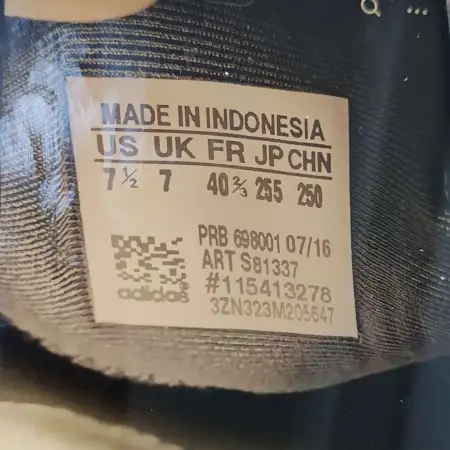 MADE IN INDONESIA
US UK FR JP CHN
7½ 7 40⅔ 255 250
PRB 698001 07/16
ART S81337
#115413278
adidas
3ZN323M205647